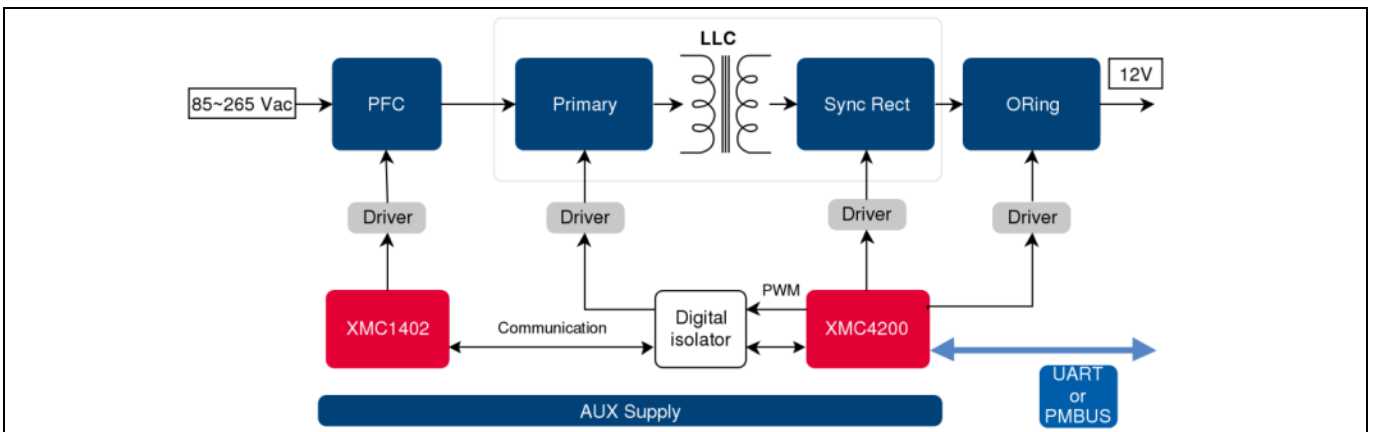 LLC
12V
85~265 Vac
PFC
Primary
Sync Rect
ORing
Driver
Driver
Driver
Driver
PWM
XMC1402
Communication
Digital
isolator
XMC4200
UART
or
PMBUS
AUX Supply